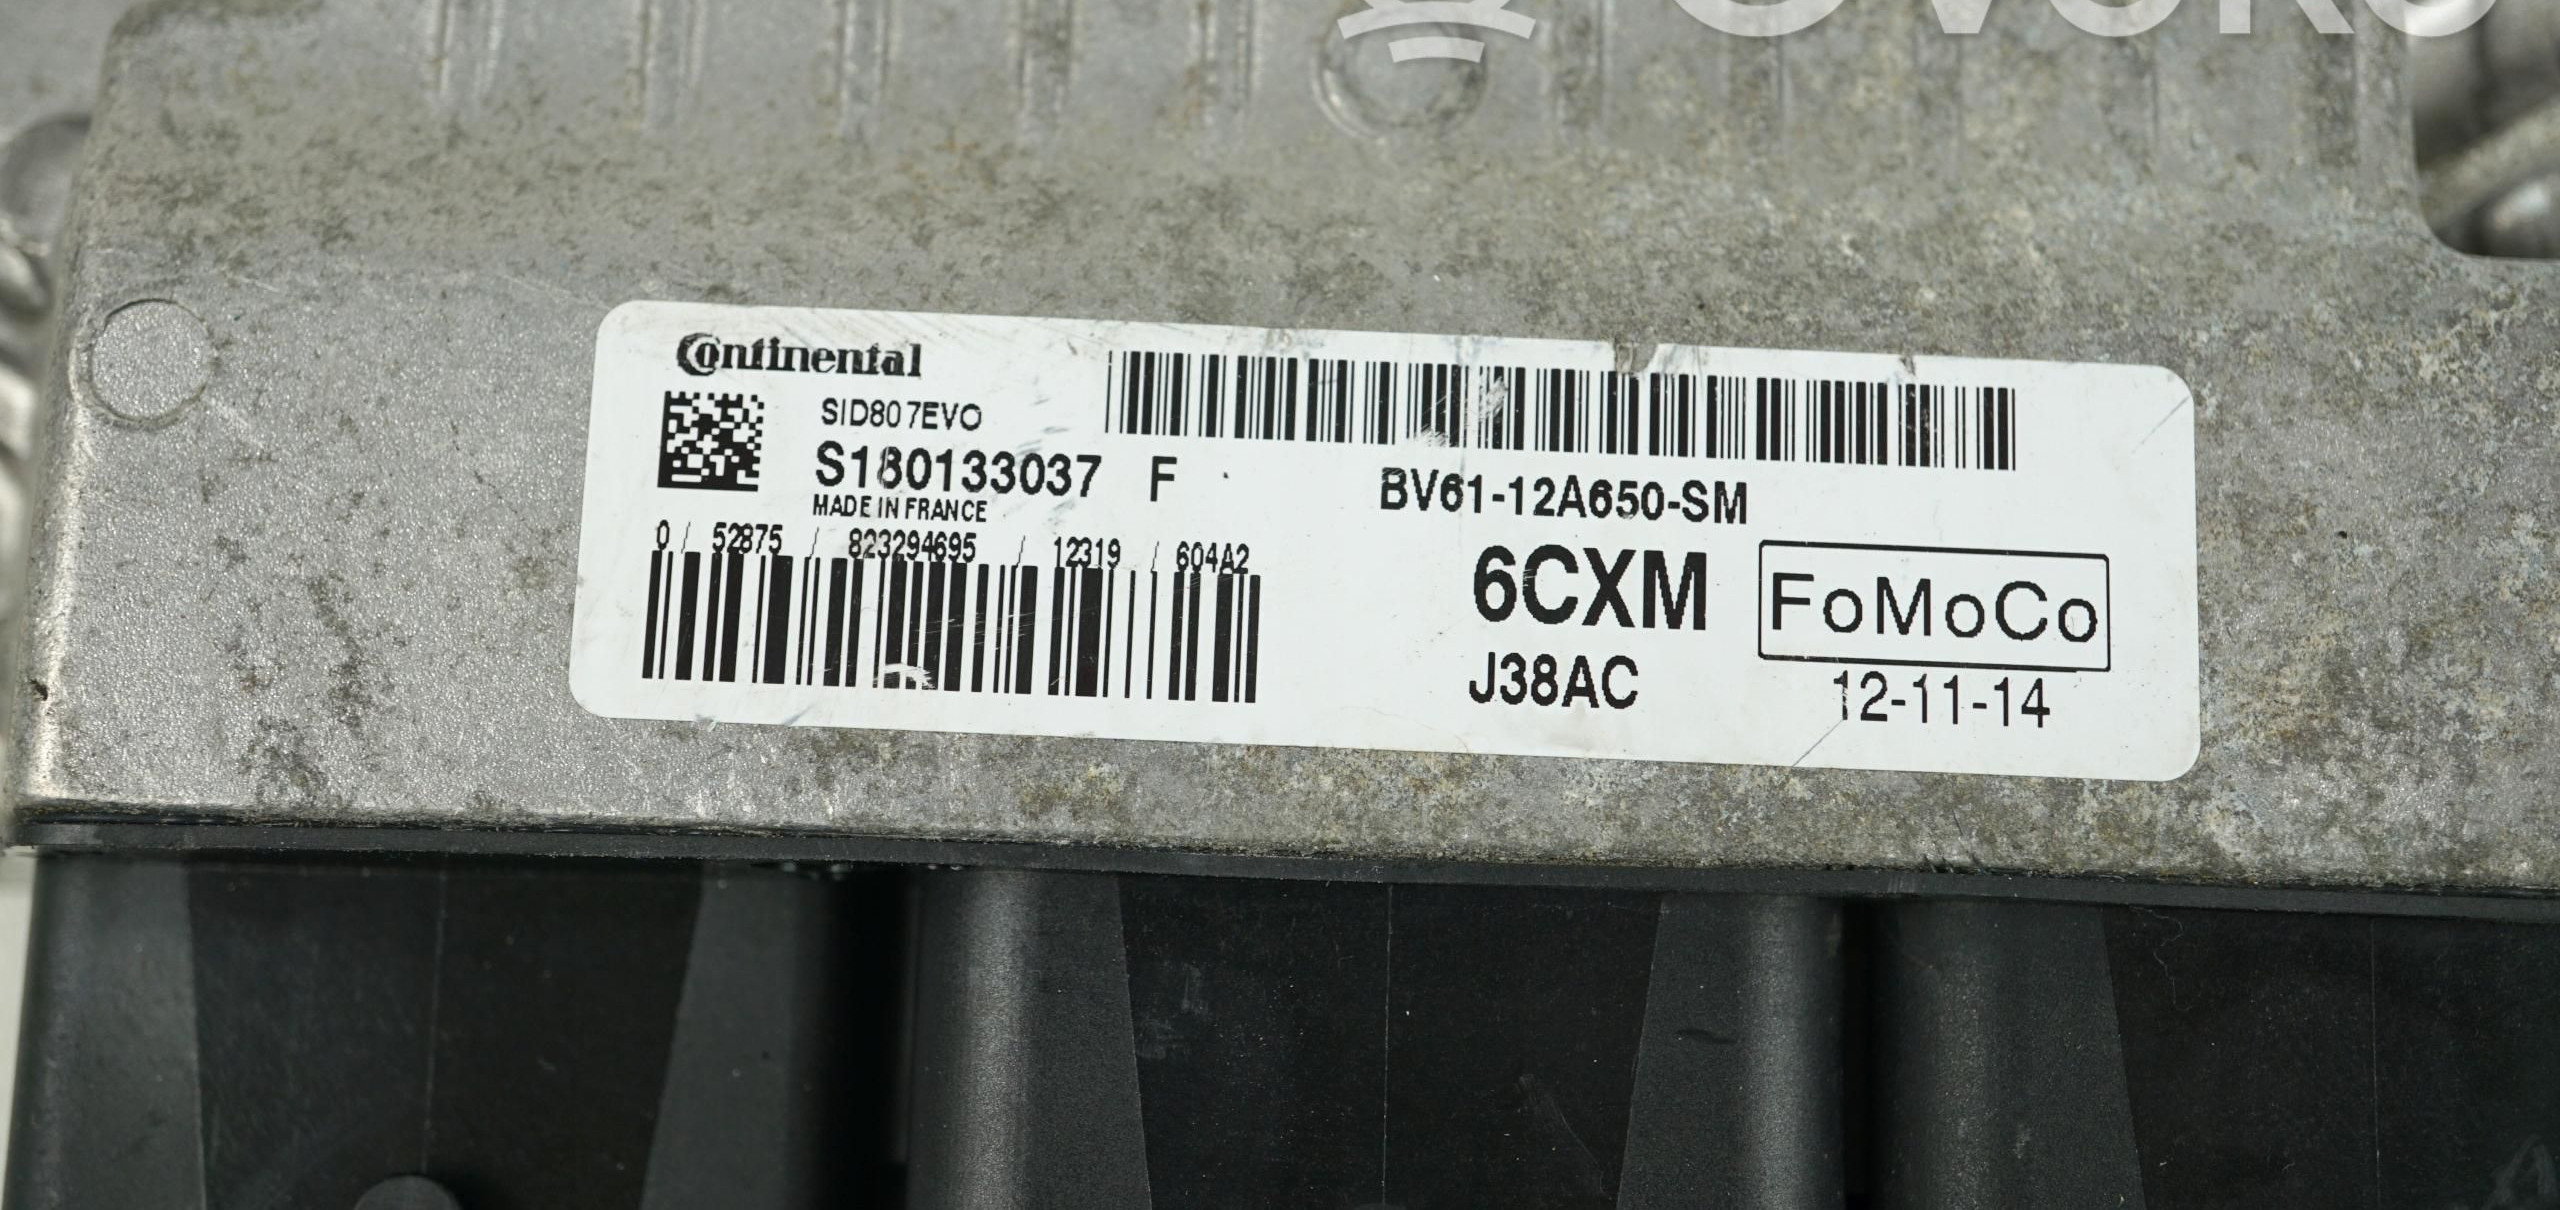 Continental
SID807EVO
S180133037 F
MADE IN FRANCE
0 / 52875 / 823294695 / 12319 / 604A2
BV61-12A650-SM
6CXM
FoMoCo
J38AC
12-11-14